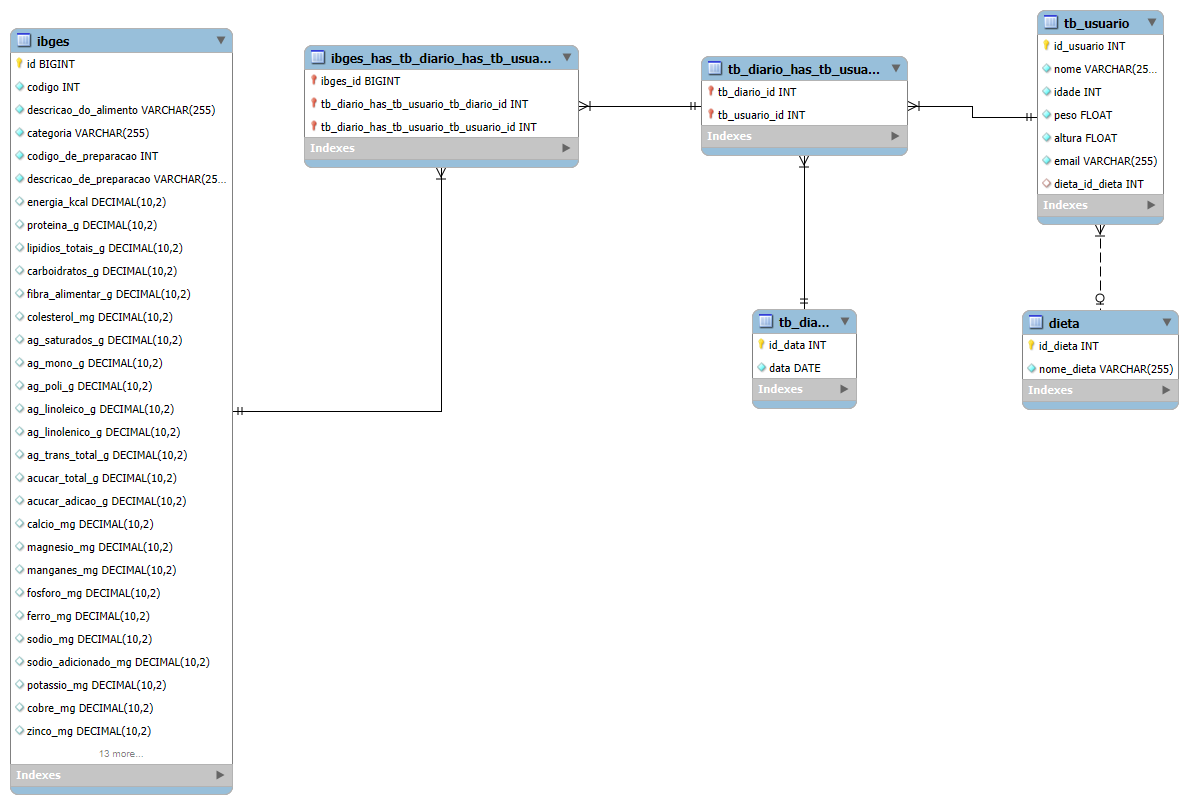 ibges
id BIGINT
codigo INT
descricao_do_alimento VARCHAR(255)
categoria VARCHAR(255)
codigo_de_preparacao INT
descricao_de_preparacao VARCHAR(25...
energia_kcal DECIMAL(10,2)
proteina_g DECIMAL(10,2)
lipidios_totais_g DECIMAL(10,2)
carboidratos_g DECIMAL(10,2)
fibra_alimentar_g DECIMAL(10,2)
colesterol_mg DECIMAL(10,2)
ag_saturados_g DECIMAL(10,2)
ag_mono_g DECIMAL(10,2)
ag_poli_g DECIMAL(10,2)
ag_linoleico_g DECIMAL(10,2)
ag_linolenico_g DECIMAL(10,2)
ag_trans_total_g DECIMAL(10,2)
acucar_total_g DECIMAL(10,2)
acucar_adicao_g DECIMAL(10,2)
calcio_mg DECIMAL(10,2)
magnesio_mg DECIMAL(10,2)
manganes_mg DECIMAL(10,2)
fosforo_mg DECIMAL(10,2)
ferro_mg DECIMAL(10,2)
sodio_mg DECIMAL(10,2)
sodio_adicionado_mg DECIMAL(10,2)
potassio_mg DECIMAL(10,2)
cobre_mg DECIMAL(10,2)
zinco_mg DECIMAL(10,2)
13 more...
Indexes
ibges_has_tb_diario_has_tb_usua...
ibges_id BIGINT
tb_diario_has_tb_usuario_tb_diario_id INT
tb_diario_has_tb_usuario_tb_usuario_id INT
Indexes
tb_diario_has_tb_usua...
tb_diario_id INT
tb_usuario_id INT
Indexes
tb_usuario
id_usuario INT
nome VARCHAR(25...
idade INT
peso FLOAT
altura FLOAT
email VARCHAR(255)
dieta_id_dieta INT
Indexes
tb_dia...
id_data INT
data DATE
Indexes
dieta
id_dieta INT
nome_dieta VARCHAR(255)
Indexes